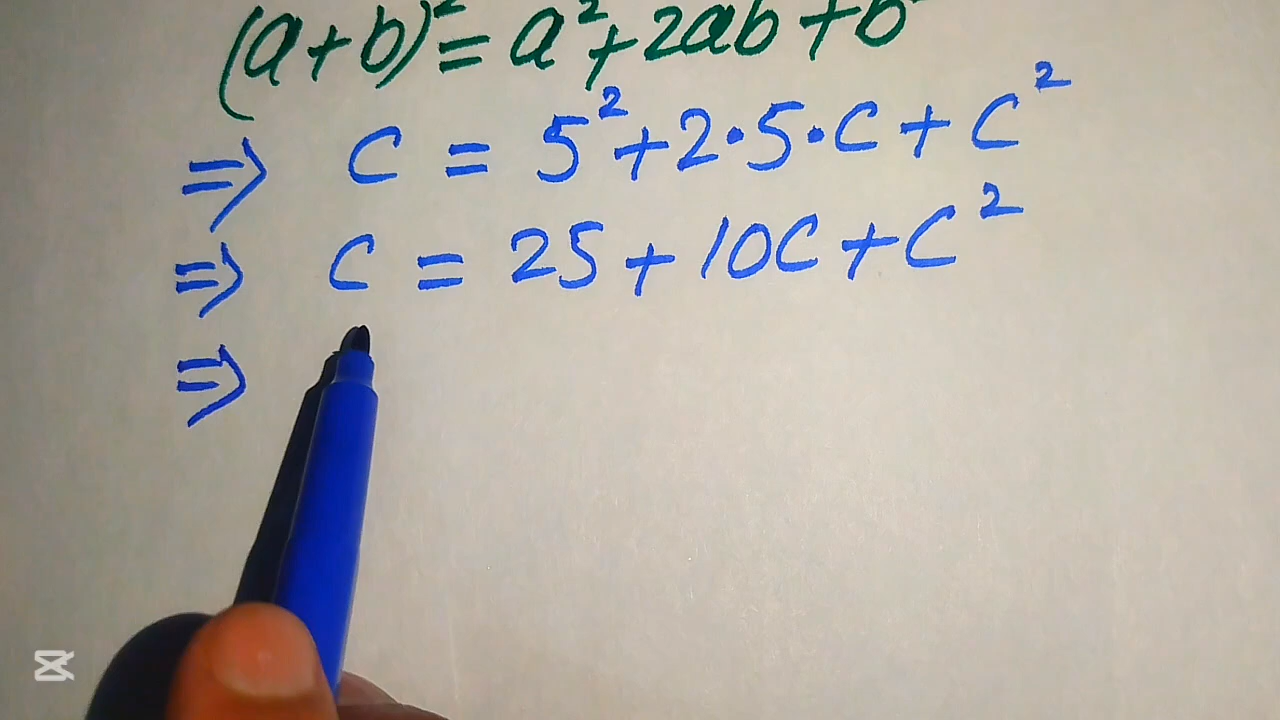 (a+b)²=a²+2ab+b²
⇒ C = 5²+2·5·C+C²
⇒ C = 25+10C+C²
⇒